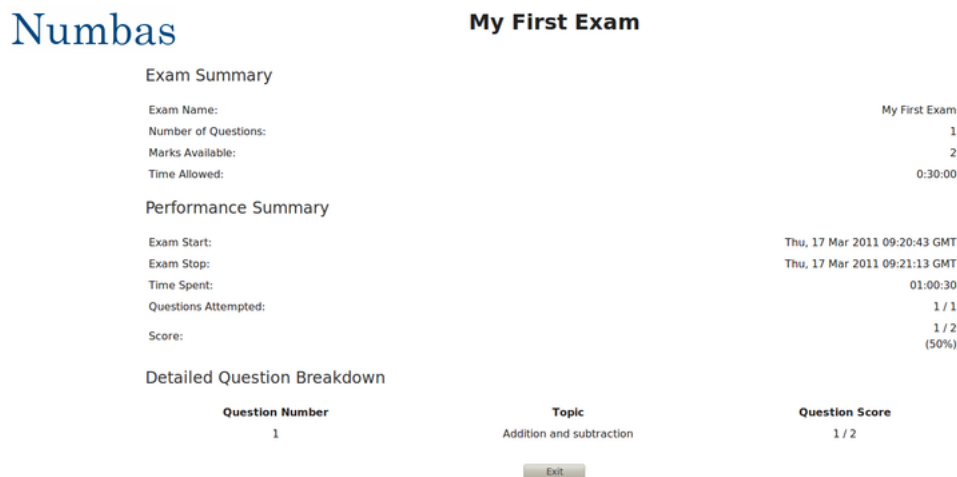 Numbas
My First Exam
Exam Summary
Exam Name: My First Exam
Number of Questions: 1
Marks Available: 2
Time Allowed: 0:30:00
Performance Summary
Exam Start: Thu, 17 Mar 2011 09:20:43 GMT
Exam Stop: Thu, 17 Mar 2011 09:21:13 GMT
Time Spent: 01:00:30
Questions Attempted: 1 / 1
Score: 1 / 2
(50%)
Detailed Question Breakdown
Question Number Topic Question Score
1 Addition and subtraction 1 / 2
Exit